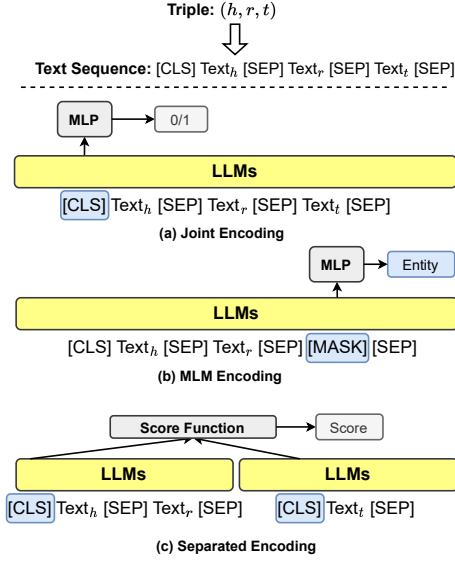 Triple: (h, r, t)
Text Sequence: [CLS] Text_h [SEP] Text_r [SEP] Text_t [SEP]
MLP
0/1
LLMs
[CLS] Text_h [SEP] Text_r [SEP] Text_t [SEP]
(a) Joint Encoding
MLP
Entity
LLMs
[CLS] Text_h [SEP] Text_r [SEP] [MASK] [SEP]
(b) MLM Encoding
Score Function
Score
LLMs
LLMs
[CLS] Text_h [SEP] Text_r [SEP]
[CLS] Text_t [SEP]
(c) Separated Encoding